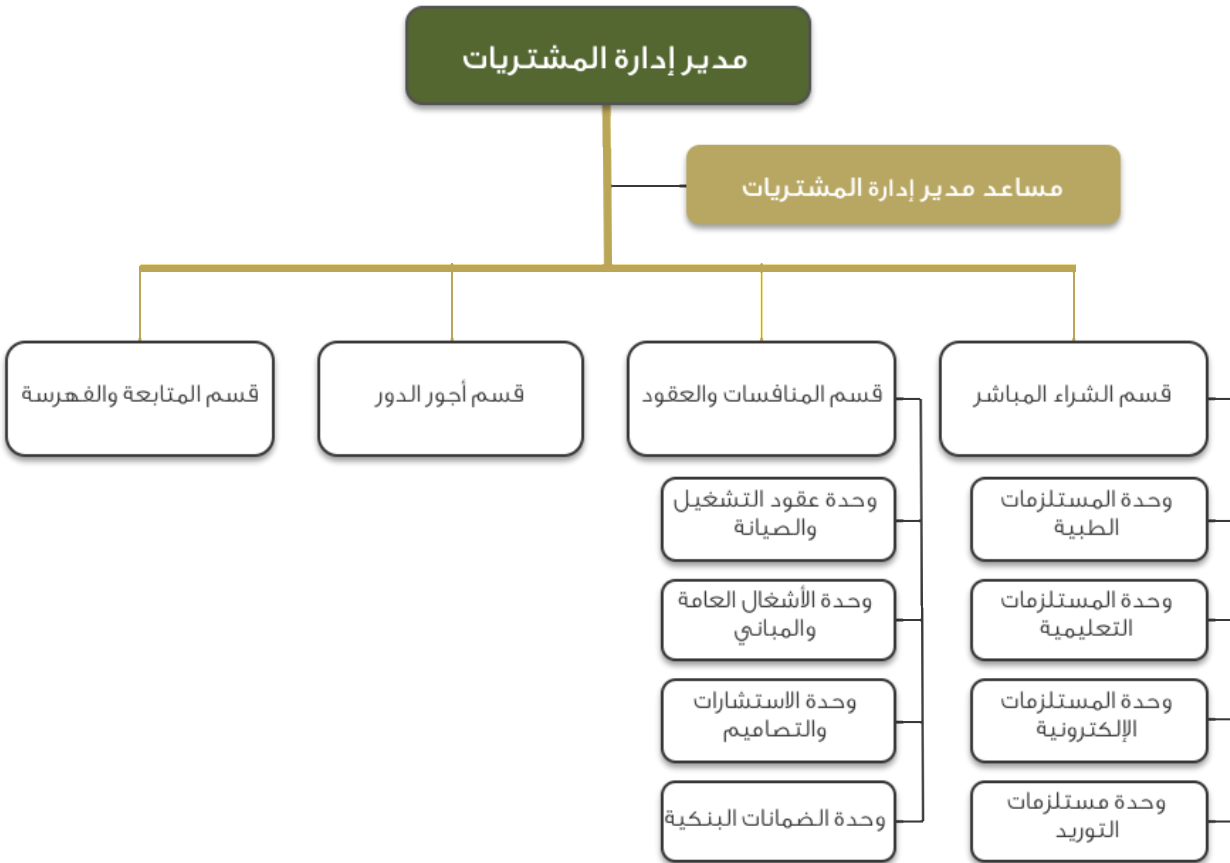 مدير إدارة المشتريات
مساعد مدير إدارة المشتريات
قسم الشراء المباشر
قسم المنافسات والعقود
قسم أجور الدور
قسم المتابعة والفهرسة
وحدة المستلزمات
الطبية
وحدة المستلزمات
التعليمية
وحدة المستلزمات
الإلكترونية
وحدة مستلزمات
التوريد
وحدة عقود التشغيل
والصيانة
وحدة الأشغال العامة
والمباني
وحدة الاستشارات
والتصاميم
وحدة الضمانات البنكية